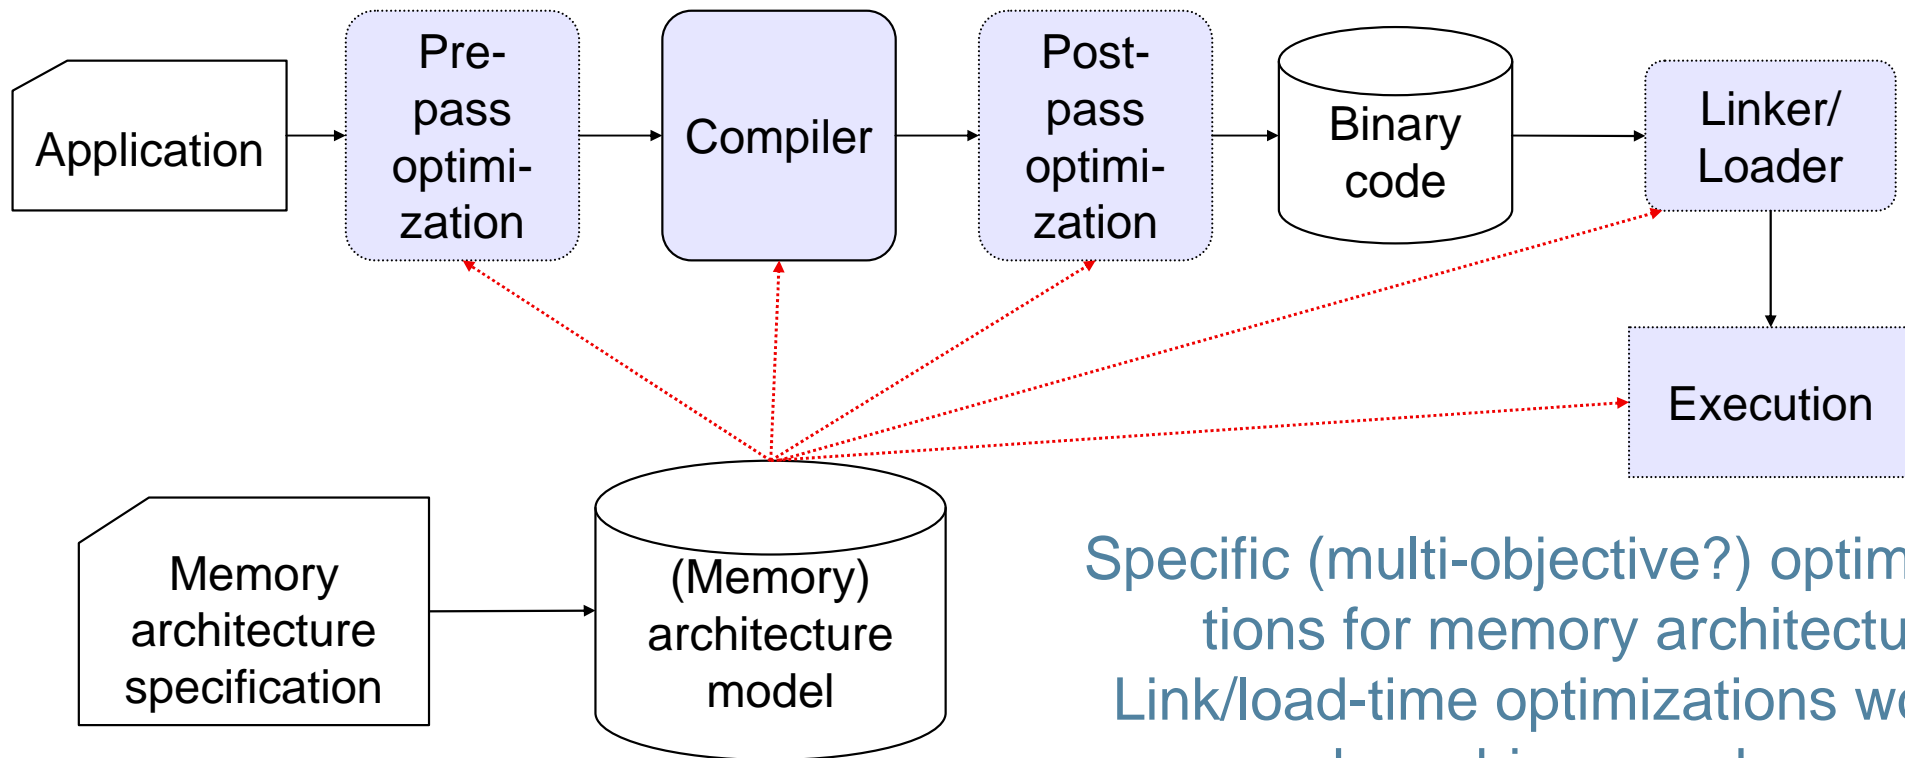 Application
Pre-
pass
optimi-
zation
Compiler
Post-
pass
optimi-
zation
Binary
code
Linker/
Loader
Execution
Memory
architecture
specification
(Memory)
architecture
model
Specific (multi-objective?) optim
tions for memory architectu
Link/load-time optimizations wo